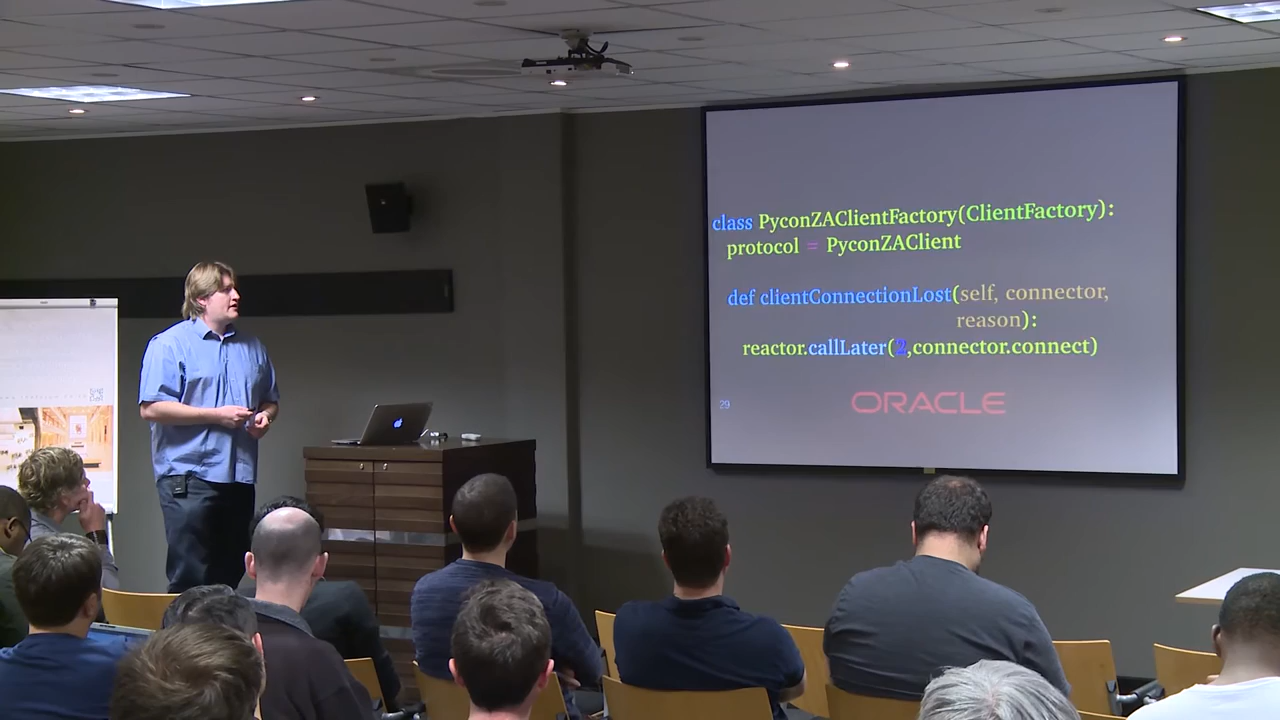 class PyconZAClientFactory(ClientFactory):
protocol = PyconZAClient
def clientConnectionLost(self, connector,
reason):
reactor.callLater(2,connector.connect)
29
ORACLE